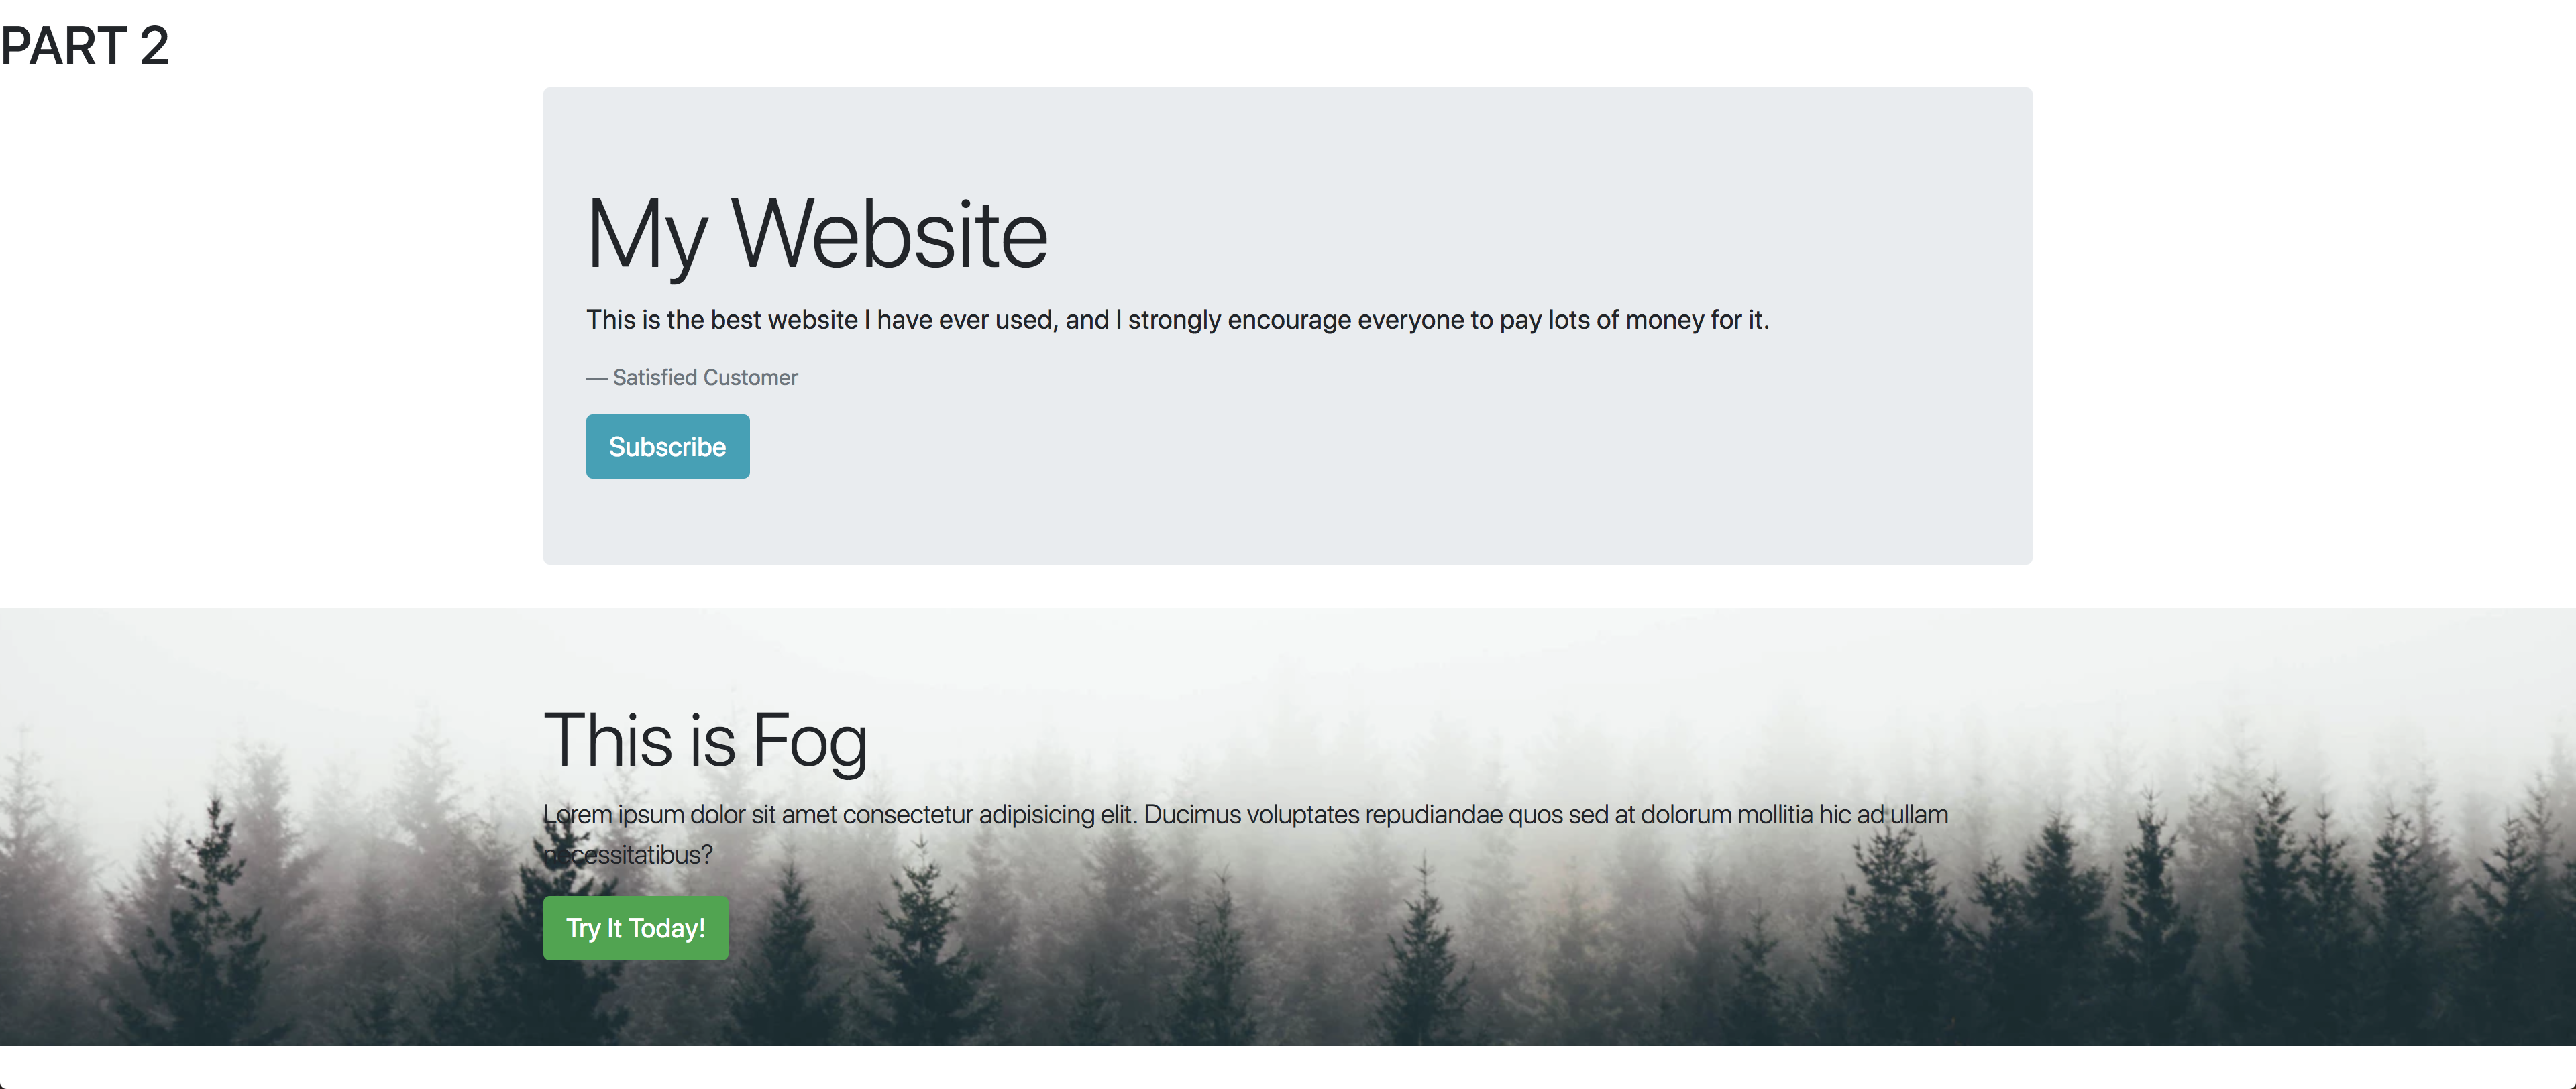 PART 2
My Website
This is the best website I have ever used, and I strongly encourage everyone to pay lots of money for it.
— Satisfied Customer
Subscribe
This is Fog
Lorem ipsum dolor sit amet consectetur adipisicing elit. Ducimus voluptates repudiandae quos sed at dolorum mollitia hic ad ullam
necessitatibus?
Try It Today!